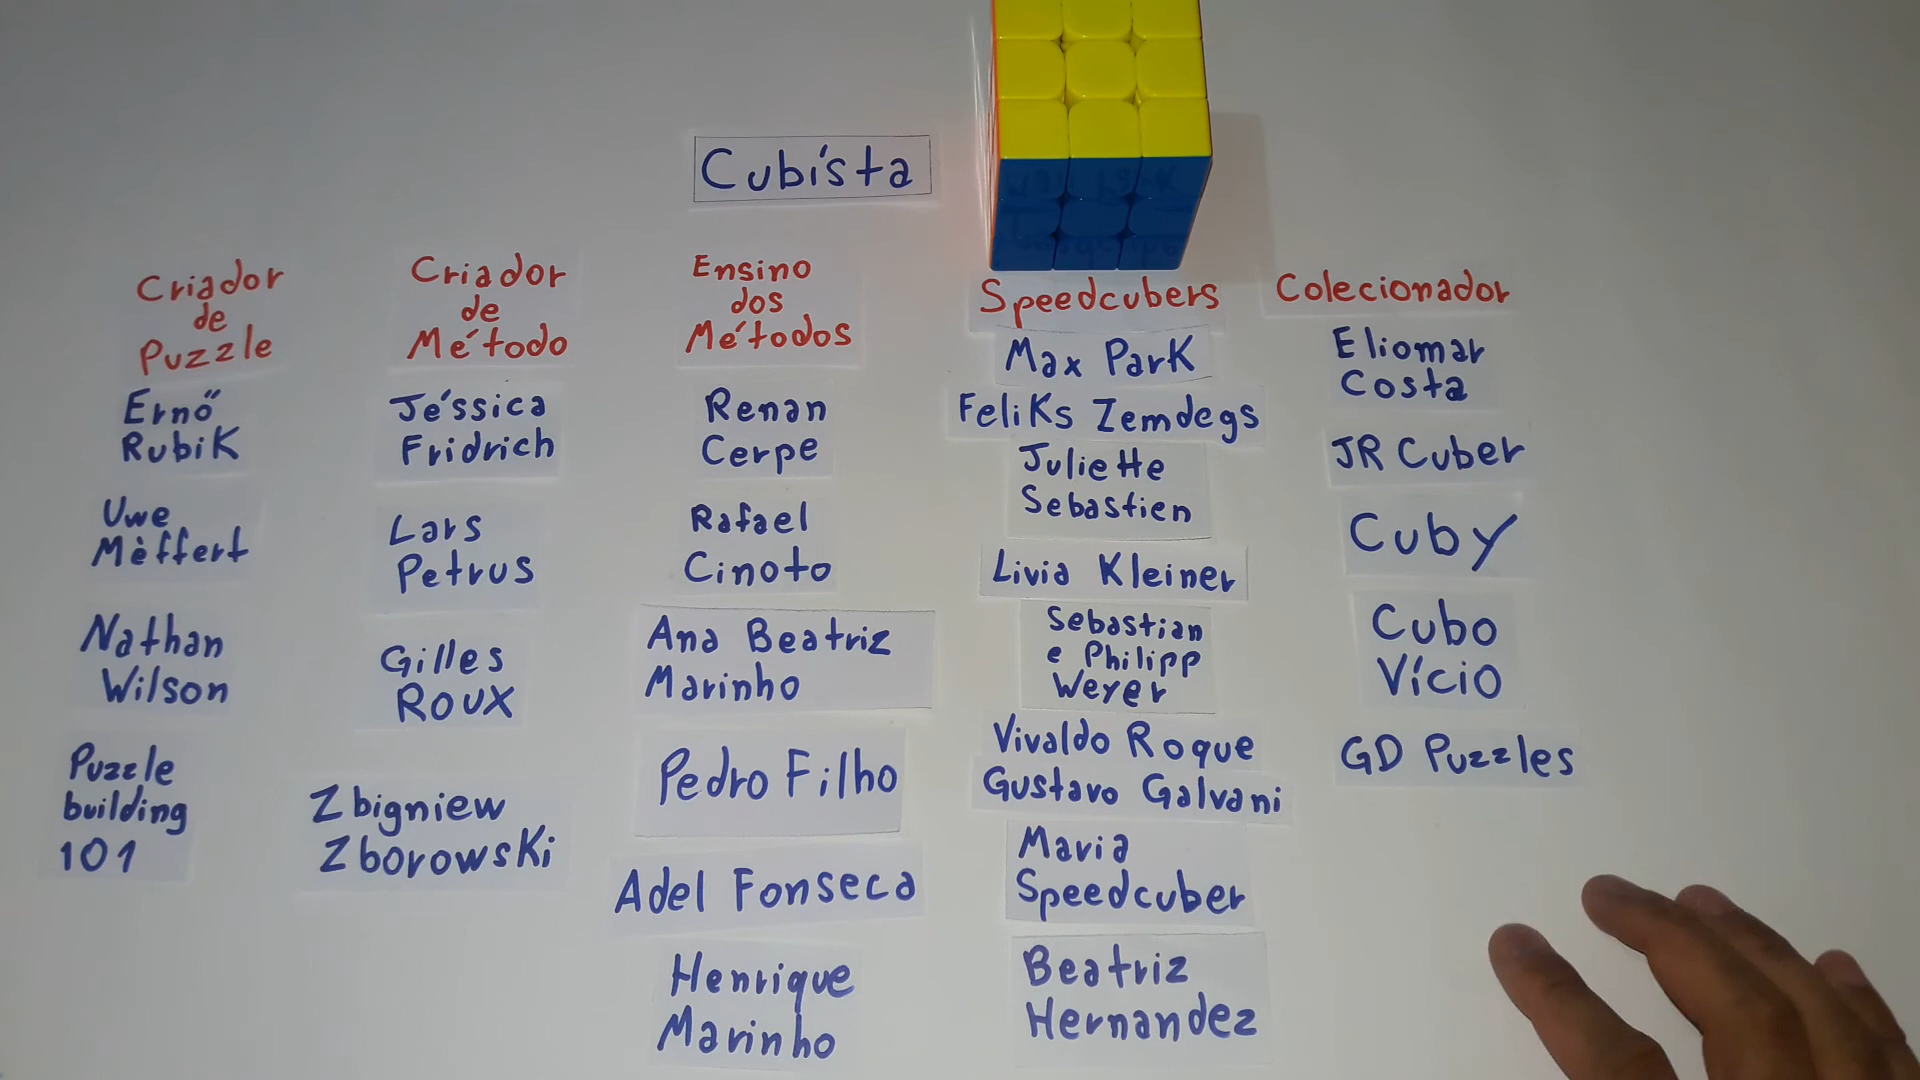 Cubísta
Criador
de
Puzzle
Ernő
Rubik
Uwe
Mèffert
Nathan
Wilson
Puzzle
building
101
Criador
de
Método
Jéssica
Fridrich
Lars
Petrus
Gilles
Roux
Zbigniew
Zborowski
Ensino
dos
Métodos
Renan
Cerpe
Rafael
Cinoto
Ana Beatriz
Marinho
Pedro Filho
Adel Fonseca
Henrique
Marinho
Speedcubers
Max Park
Feliks Zemdegs
Juliette
Sebastien
Livia Kleiner
Sebastian
e Philipp
Weyer
Vivaldo Roque
Gustavo Galvani
Maria
Speedcuber
Beatriz
Hernandez
Colecionador
Eliomar
Costa
JR Cuber
Cuby
Cubo
Vício
GD Puzzles